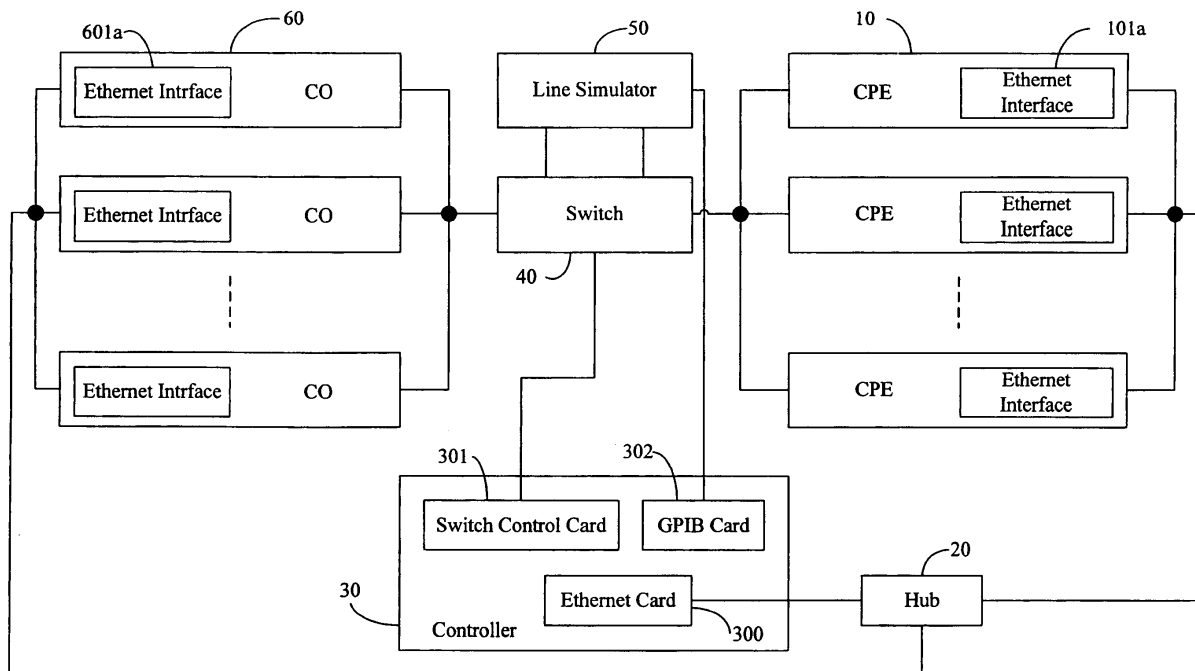 601a
60
50
10
101a
Ethernet Intrface
CO
Line Simulator
CPE
Ethernet
Interface
Ethernet Intrface
CO
Switch
CPE
Ethernet
Interface
40
Ethernet Intrface
CO
CPE
Ethernet
Interface
301
302
Switch Control Card
GPIB Card
20
30
Ethernet Card
Hub
Controller
300